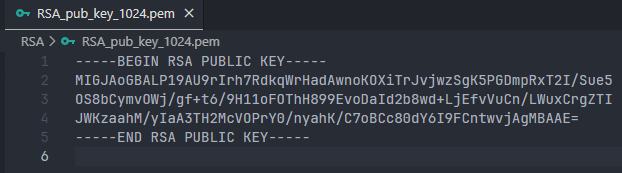 RSA_pub_key_1024.pem ×
RSA > RSA_pub_key_1024.pem
1 -----BEGIN RSA PUBLIC KEY-----
2 MIGJAoGBALP19AU9rIrh7RdkqWrHadAwnoKOXiTrJvjwzSgK5PGDmpRxT2I/Sue5
3 OS8bCymvOWj/gf+t6/9H11oFOThH899EvoDaId2b8wd+LjEfvVuCn/LWuxCrgZTI
4 JWKzaahM/yIaA3TH2McVOPrY0/nyahK/C7oBCc80dY6I9FCntwvjAgMBAAE=
5 -----END RSA PUBLIC KEY-----
6